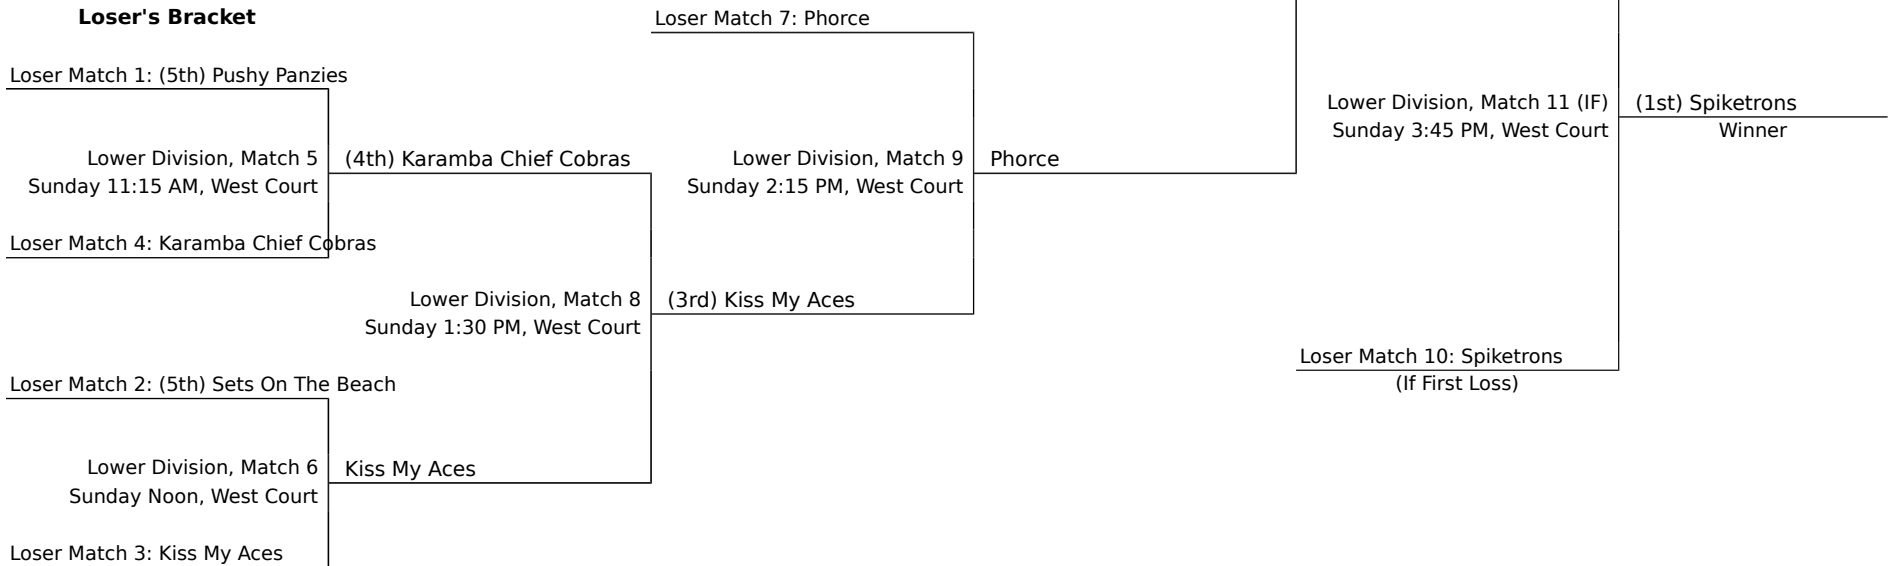 Loser's Bracket
Loser Match 7: Phorce
Loser Match 1: (5th) Pushy Panzies
Lower Division, Match 11 (IF)
Sunday 3:45 PM, West Court
(1st) Spiketrons
Winner
Lower Division, Match 5
Sunday 11:15 AM, West Court
(4th) Karamba Chief Cobras
Lower Division, Match 9
Sunday 2:15 PM, West Court
Phorce
Loser Match 4: Karamba Chief Cobras
Lower Division, Match 8
Sunday 1:30 PM, West Court
(3rd) Kiss My Aces
Loser Match 10: Spiketrons
(If First Loss)
Loser Match 2: (5th) Sets On The Beach
Lower Division, Match 6
Sunday Noon, West Court
Kiss My Aces
Loser Match 3: Kiss My Aces